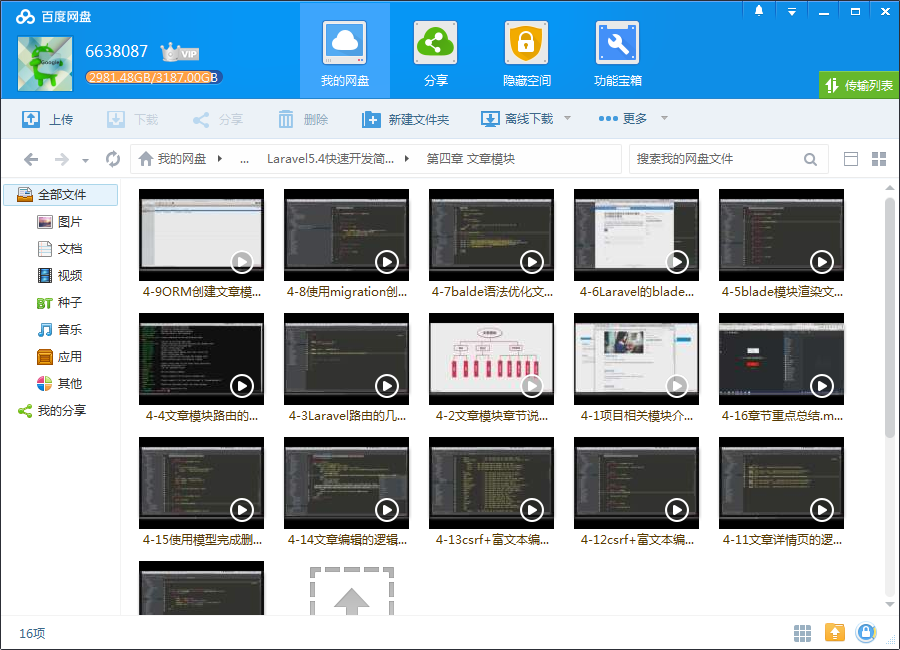 百度网盘
6638087 VIP
2981.48GB/3187.00GB
我的网盘
分享
隐藏空间
功能宝箱
传输列表
上传
下载
分享
删除
新建文件夹
离线下载
更多
我的网盘
...
Laravel5.4快速开发简...
第四章 文章模块
搜索我的网盘文件
全部文件
图片
文档
视频
BT 种子
音乐
应用
其他
我的分享
4-9ORM创建文章模...
4-8使用migration创...
4-7balde语法优化文...
4-6Laravel的blade...
4-5blade模块渲染文...
4-4文章模块路由的...
4-3Laravel路由的几...
4-2文章模块章节说...
4-1项目相关模块介...
4-16章节重点总结.m...
4-15使用模型完成删...
4-14文章编辑的逻辑...
4-13csrf+富文本编...
4-12csrf+富文本编...
4-11文章详情页的逻...
16项